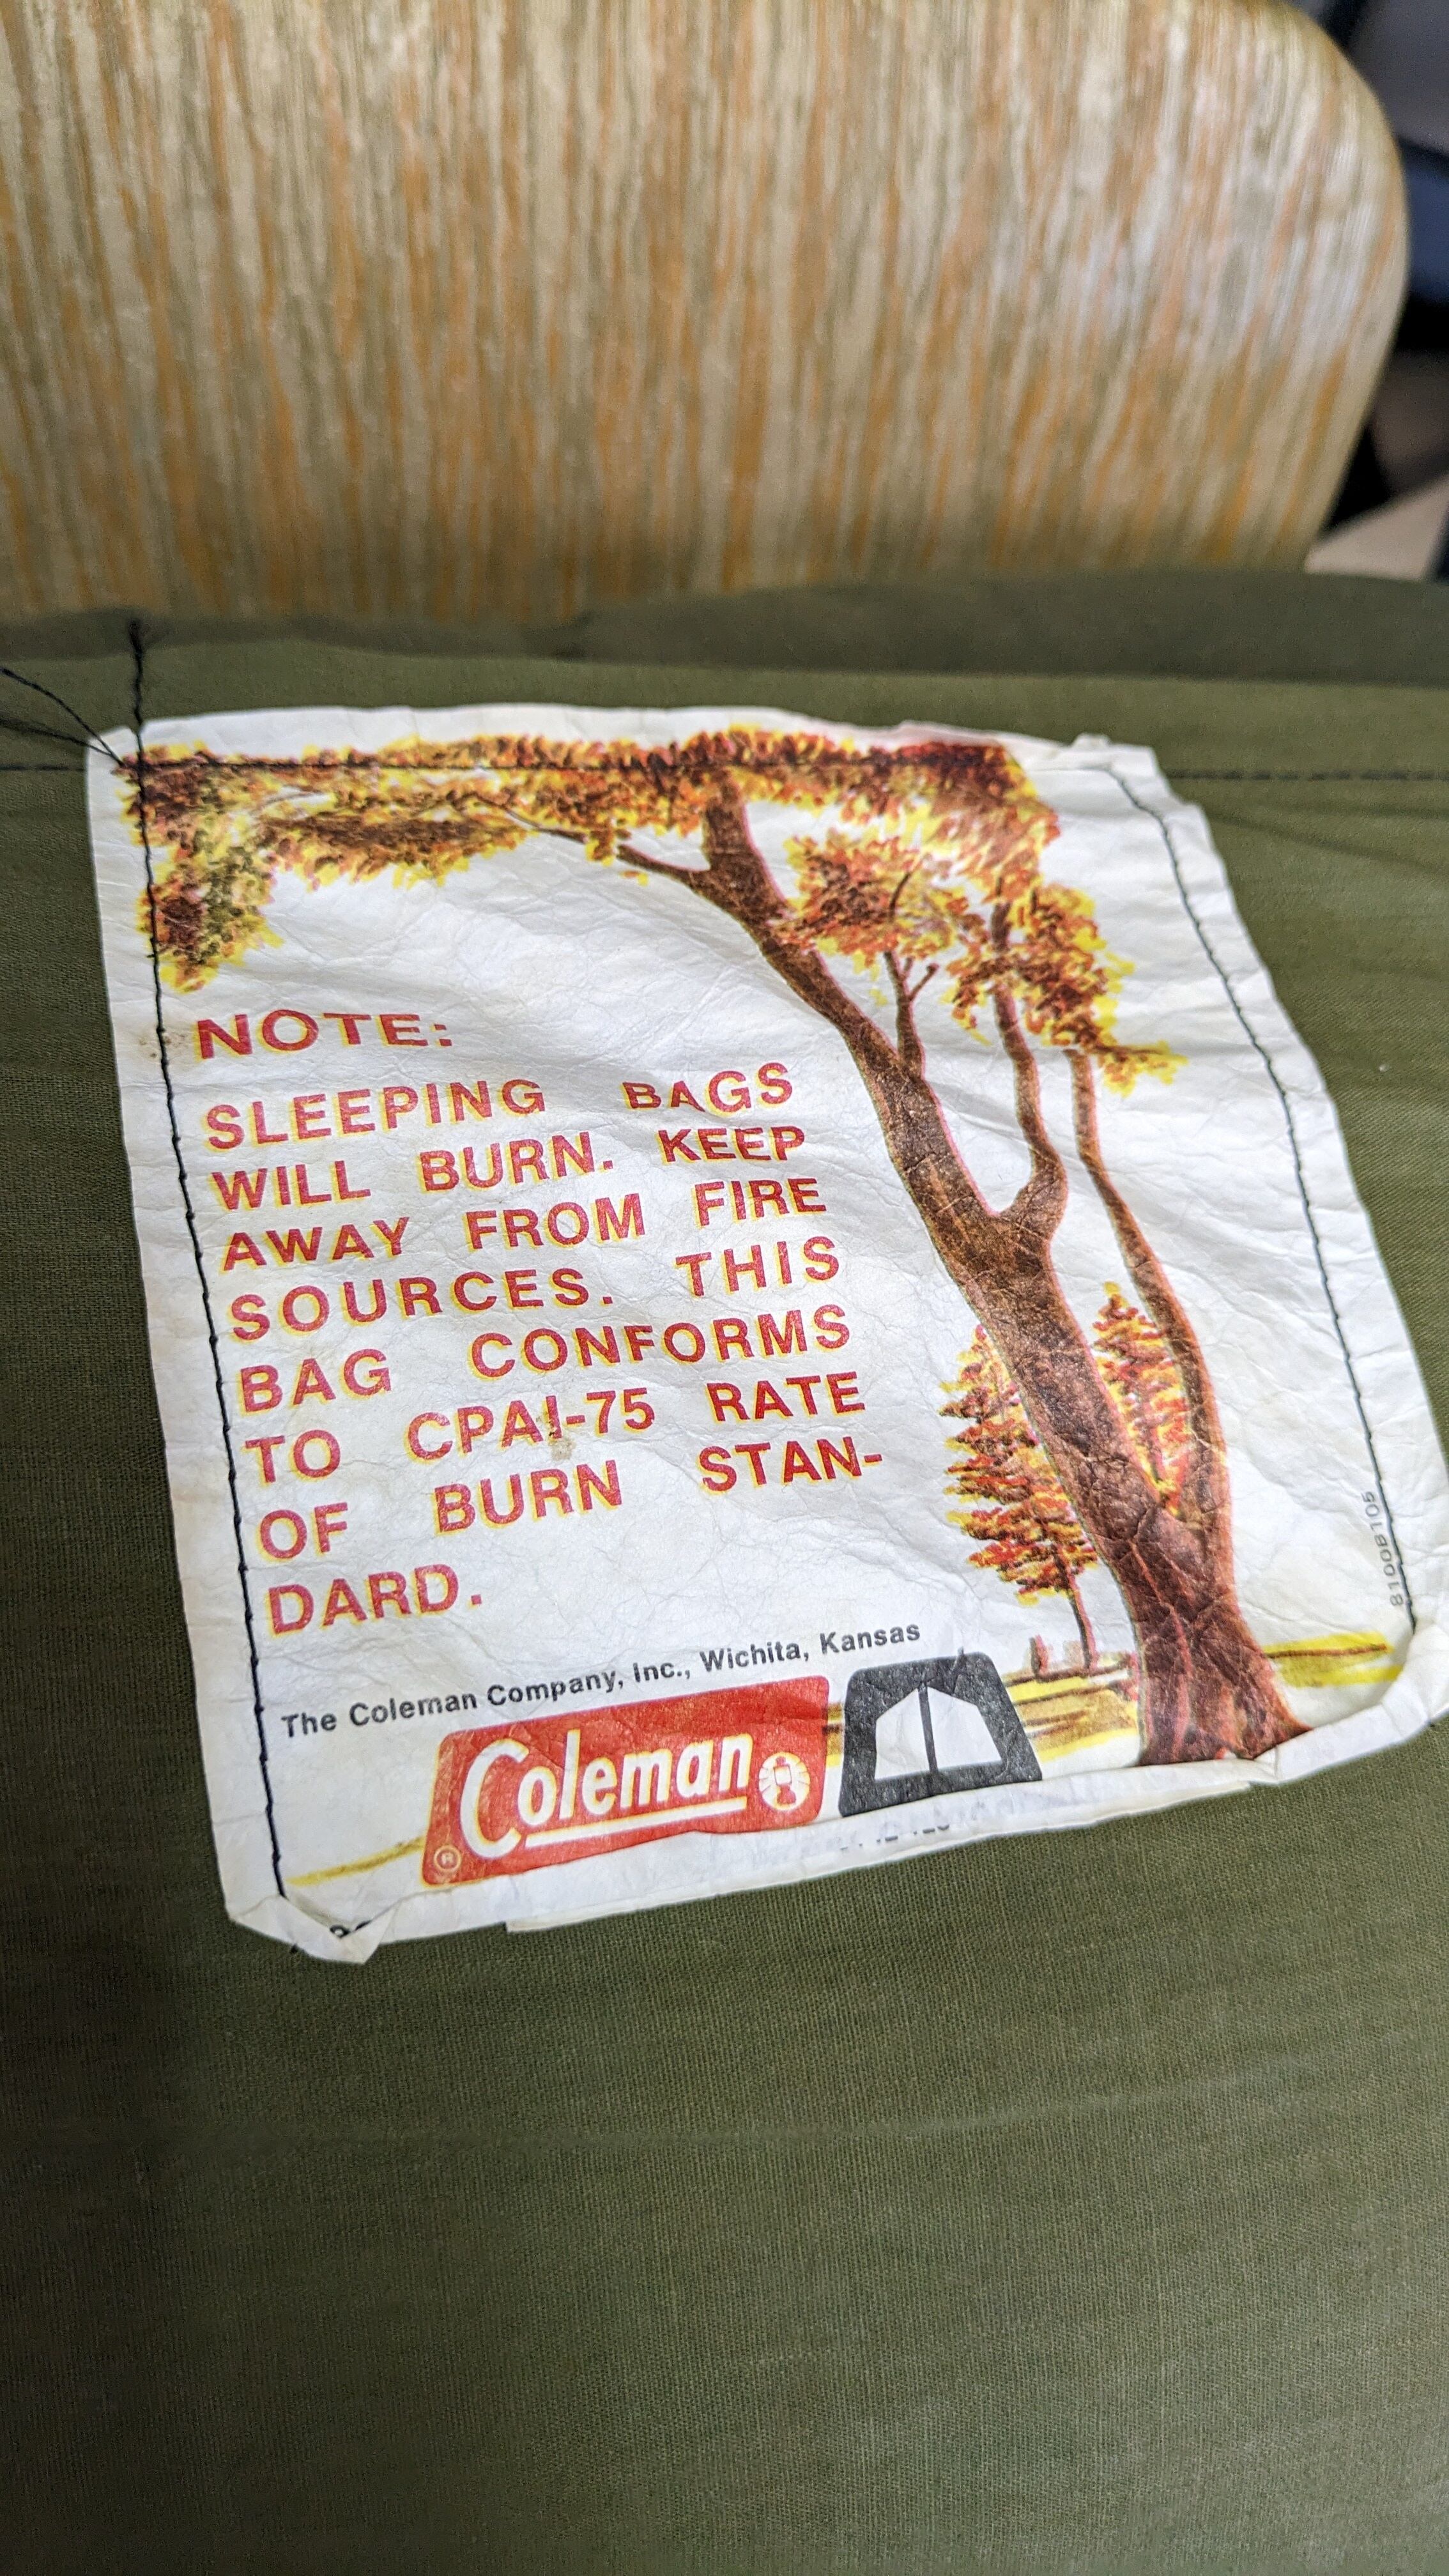 NOTE:
SLEEPING BAGS
WILL BURN. KEEP
AWAY FROM FIRE
SOURCES. THIS
BAG CONFORMS
TO CPAI-75 RATE
OF BURN STAN-
DARD.
The Coleman Company, Inc., Wichita, Kansas
Coleman
®
8100B105